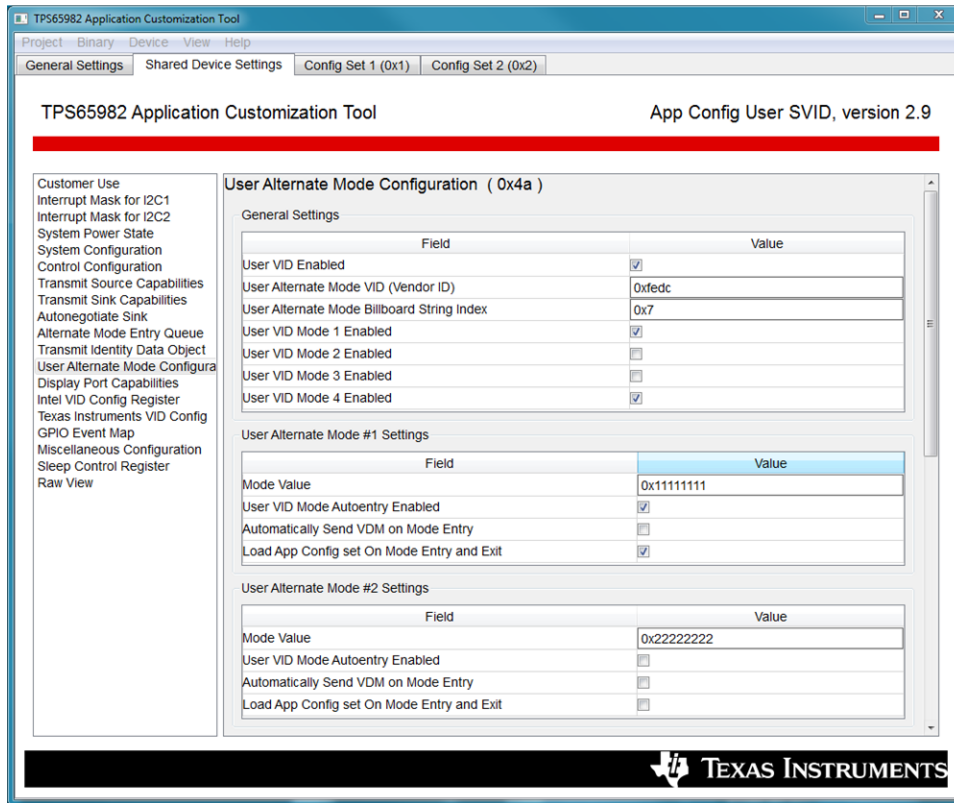 TPS65982 Application Customization Tool
Project Binary Device View Help
General Settings Shared Device Settings Config Set 1 (0x1) Config Set 2 (0x2)
TPS65982 Application Customization Tool App Config User SVID, version 2.9
Customer Use
Interrupt Mask for I2C1
Interrupt Mask for I2C2
System Power State
System Configuration
Control Configuration
Transmit Source Capabilities
Transmit Sink Capabilities
Autonegotiate Sink
Alternate Mode Entry Queue
Transmit Identity Data Object
User Alternate Mode Configura
Display Port Capabilities
Intel VID Config Register
Texas Instruments VID Config
GPIO Event Map
Miscellaneous Configuration
Sleep Control Register
Raw View
User Alternate Mode Configuration ( 0x4a )
General Settings
Field Value
User VID Enabled
User Alternate Mode VID (Vendor ID) 0xfedc
User Alternate Mode Billboard String Index 0x7
User VID Mode 1 Enabled
User VID Mode 2 Enabled
User VID Mode 3 Enabled
User VID Mode 4 Enabled
User Alternate Mode #1 Settings
Field Value
Mode Value 0x11111111
User VID Mode Autoentry Enabled
Automatically Send VDM on Mode Entry
Load App Config set On Mode Entry and Exit
User Alternate Mode #2 Settings
Field Value
Mode Value 0x22222222
User VID Mode Autoentry Enabled
Automatically Send VDM on Mode Entry
Load App Config set On Mode Entry and Exit
TEXAS INSTRUMENTS